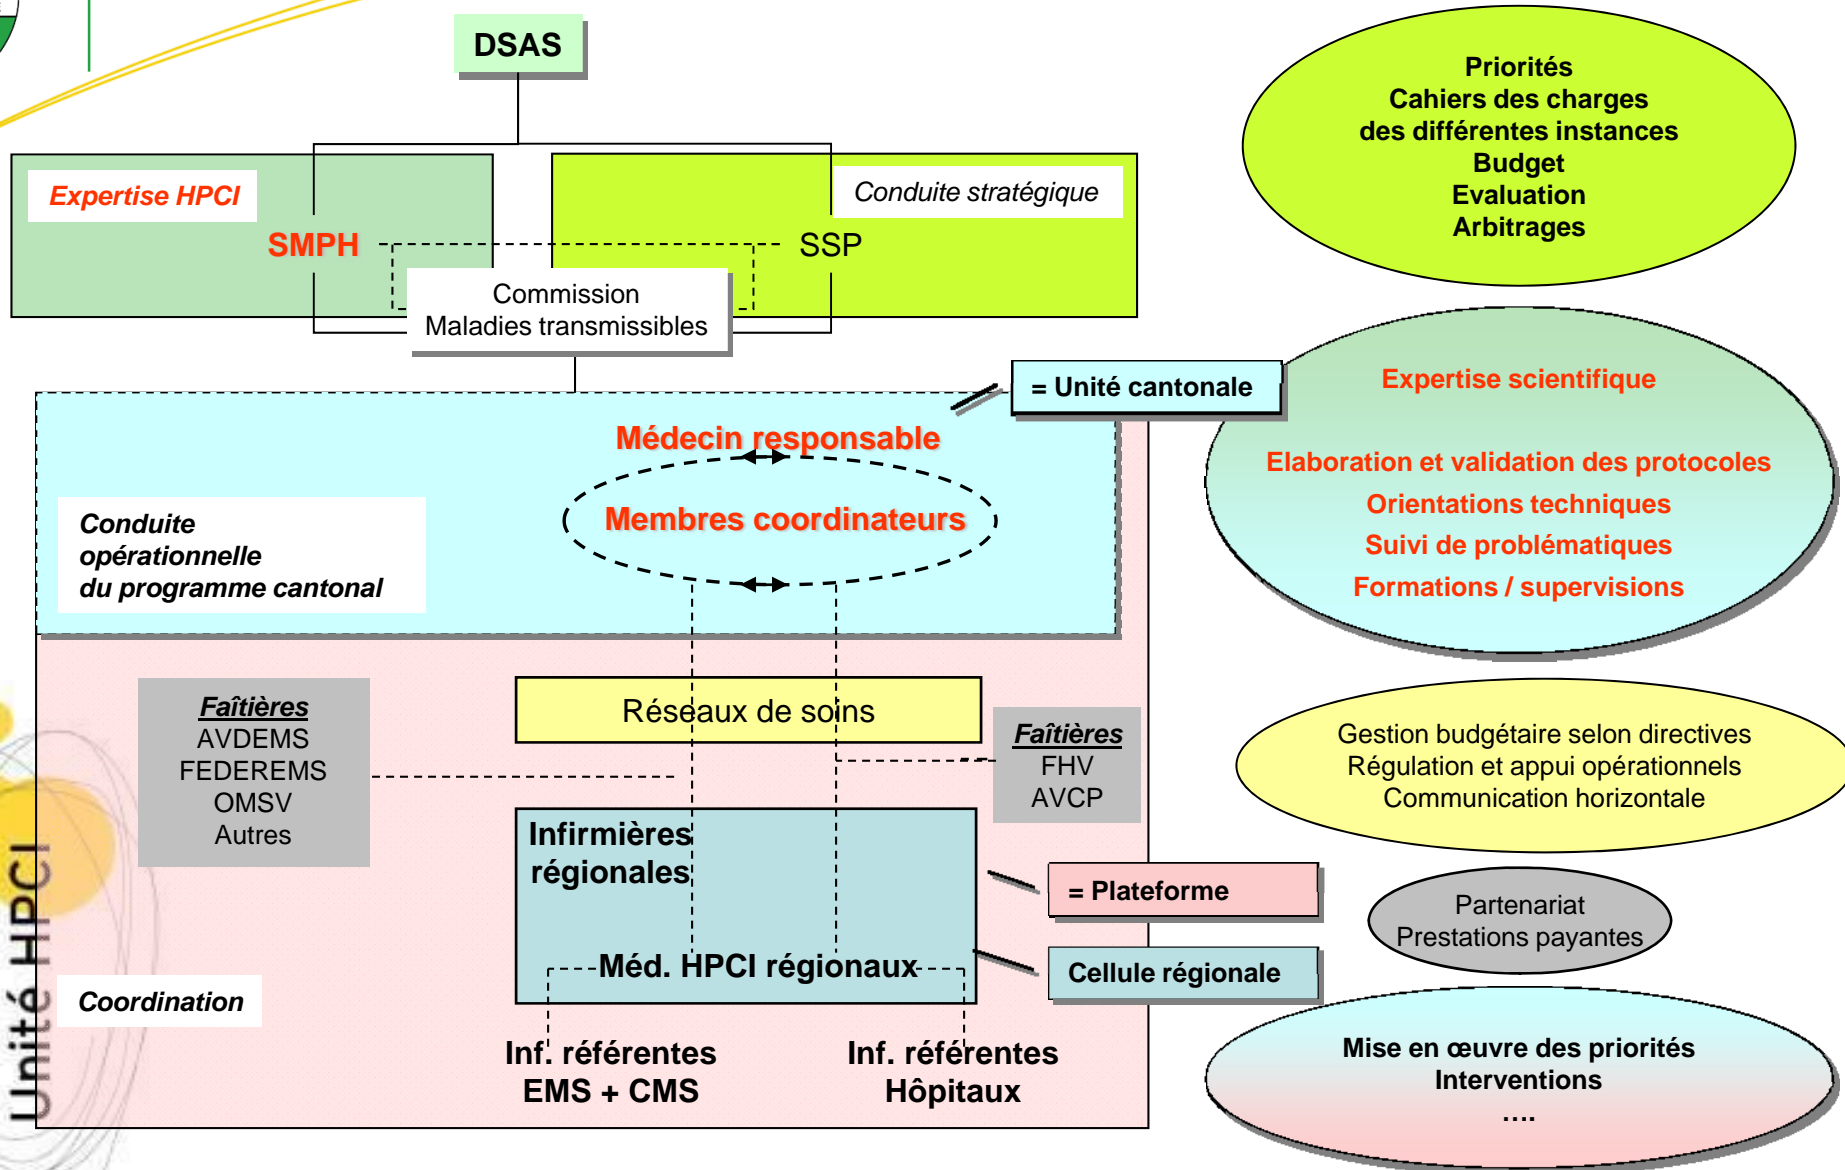 DSAS
Expertise HPCI
SMPH
Conduite stratégique
SSP
Commission
Maladies transmissibles
= Unité cantonale
Médecin responsable
Membres coordinateurs
Conduite
opérationnelle
du programme cantonal
Faîtières
AVDEMS
FEDEREMS
OMSV
Autres
Réseaux de soins
Faîtières
FHV
AVCP
Infirmières
régionales
Méd. HPCI régionaux
= Plateforme
Cellule régionale
Coordination
Inf. référentes
EMS + CMS
Inf. référentes
Hôpitaux
Unité HPCI
Priorités
Cahiers des charges
des différentes instances
Budget
Evaluation
Arbitrages
Expertise scientifique
Elaboration et validation des protocoles
Orientations techniques
Suivi de problématiques
Formations / supervisions
Gestion budgétaire selon directives
Régulation et appui opérationnels
Communication horizontale
Partenariat
Prestations payantes
Mise en œuvre des priorités
Interventions
….